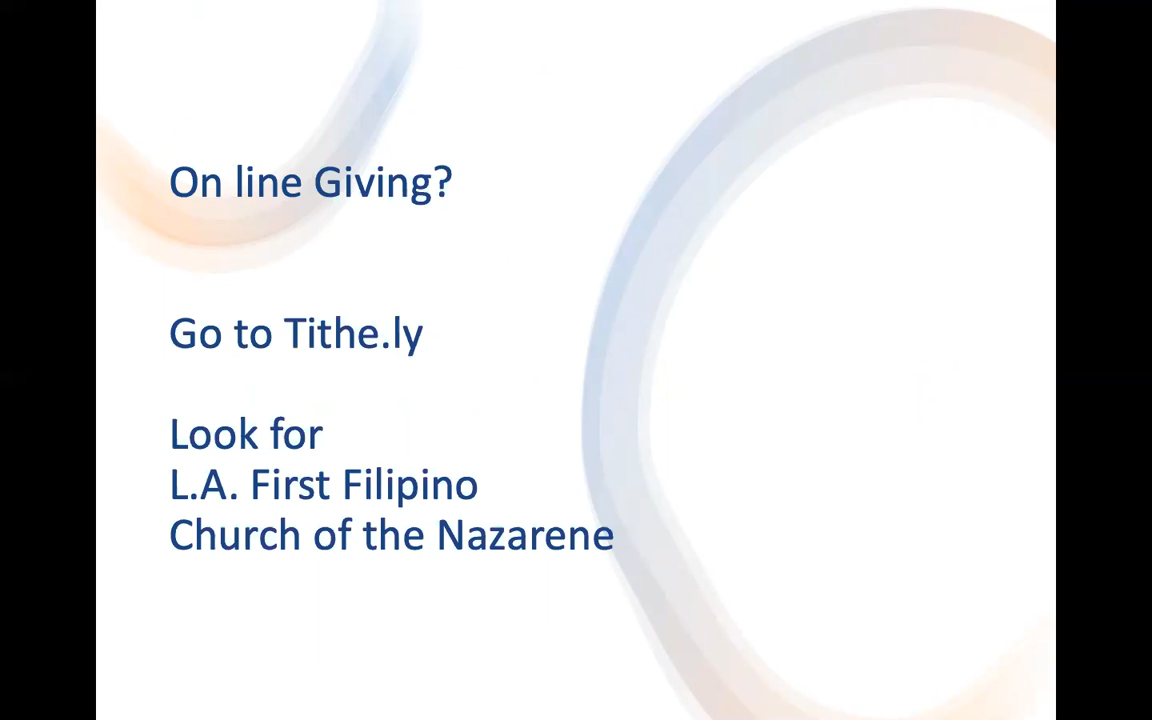 On line Giving?
Go to Tithe.ly
Look for
L.A. First Filipino
Church of the Nazarene